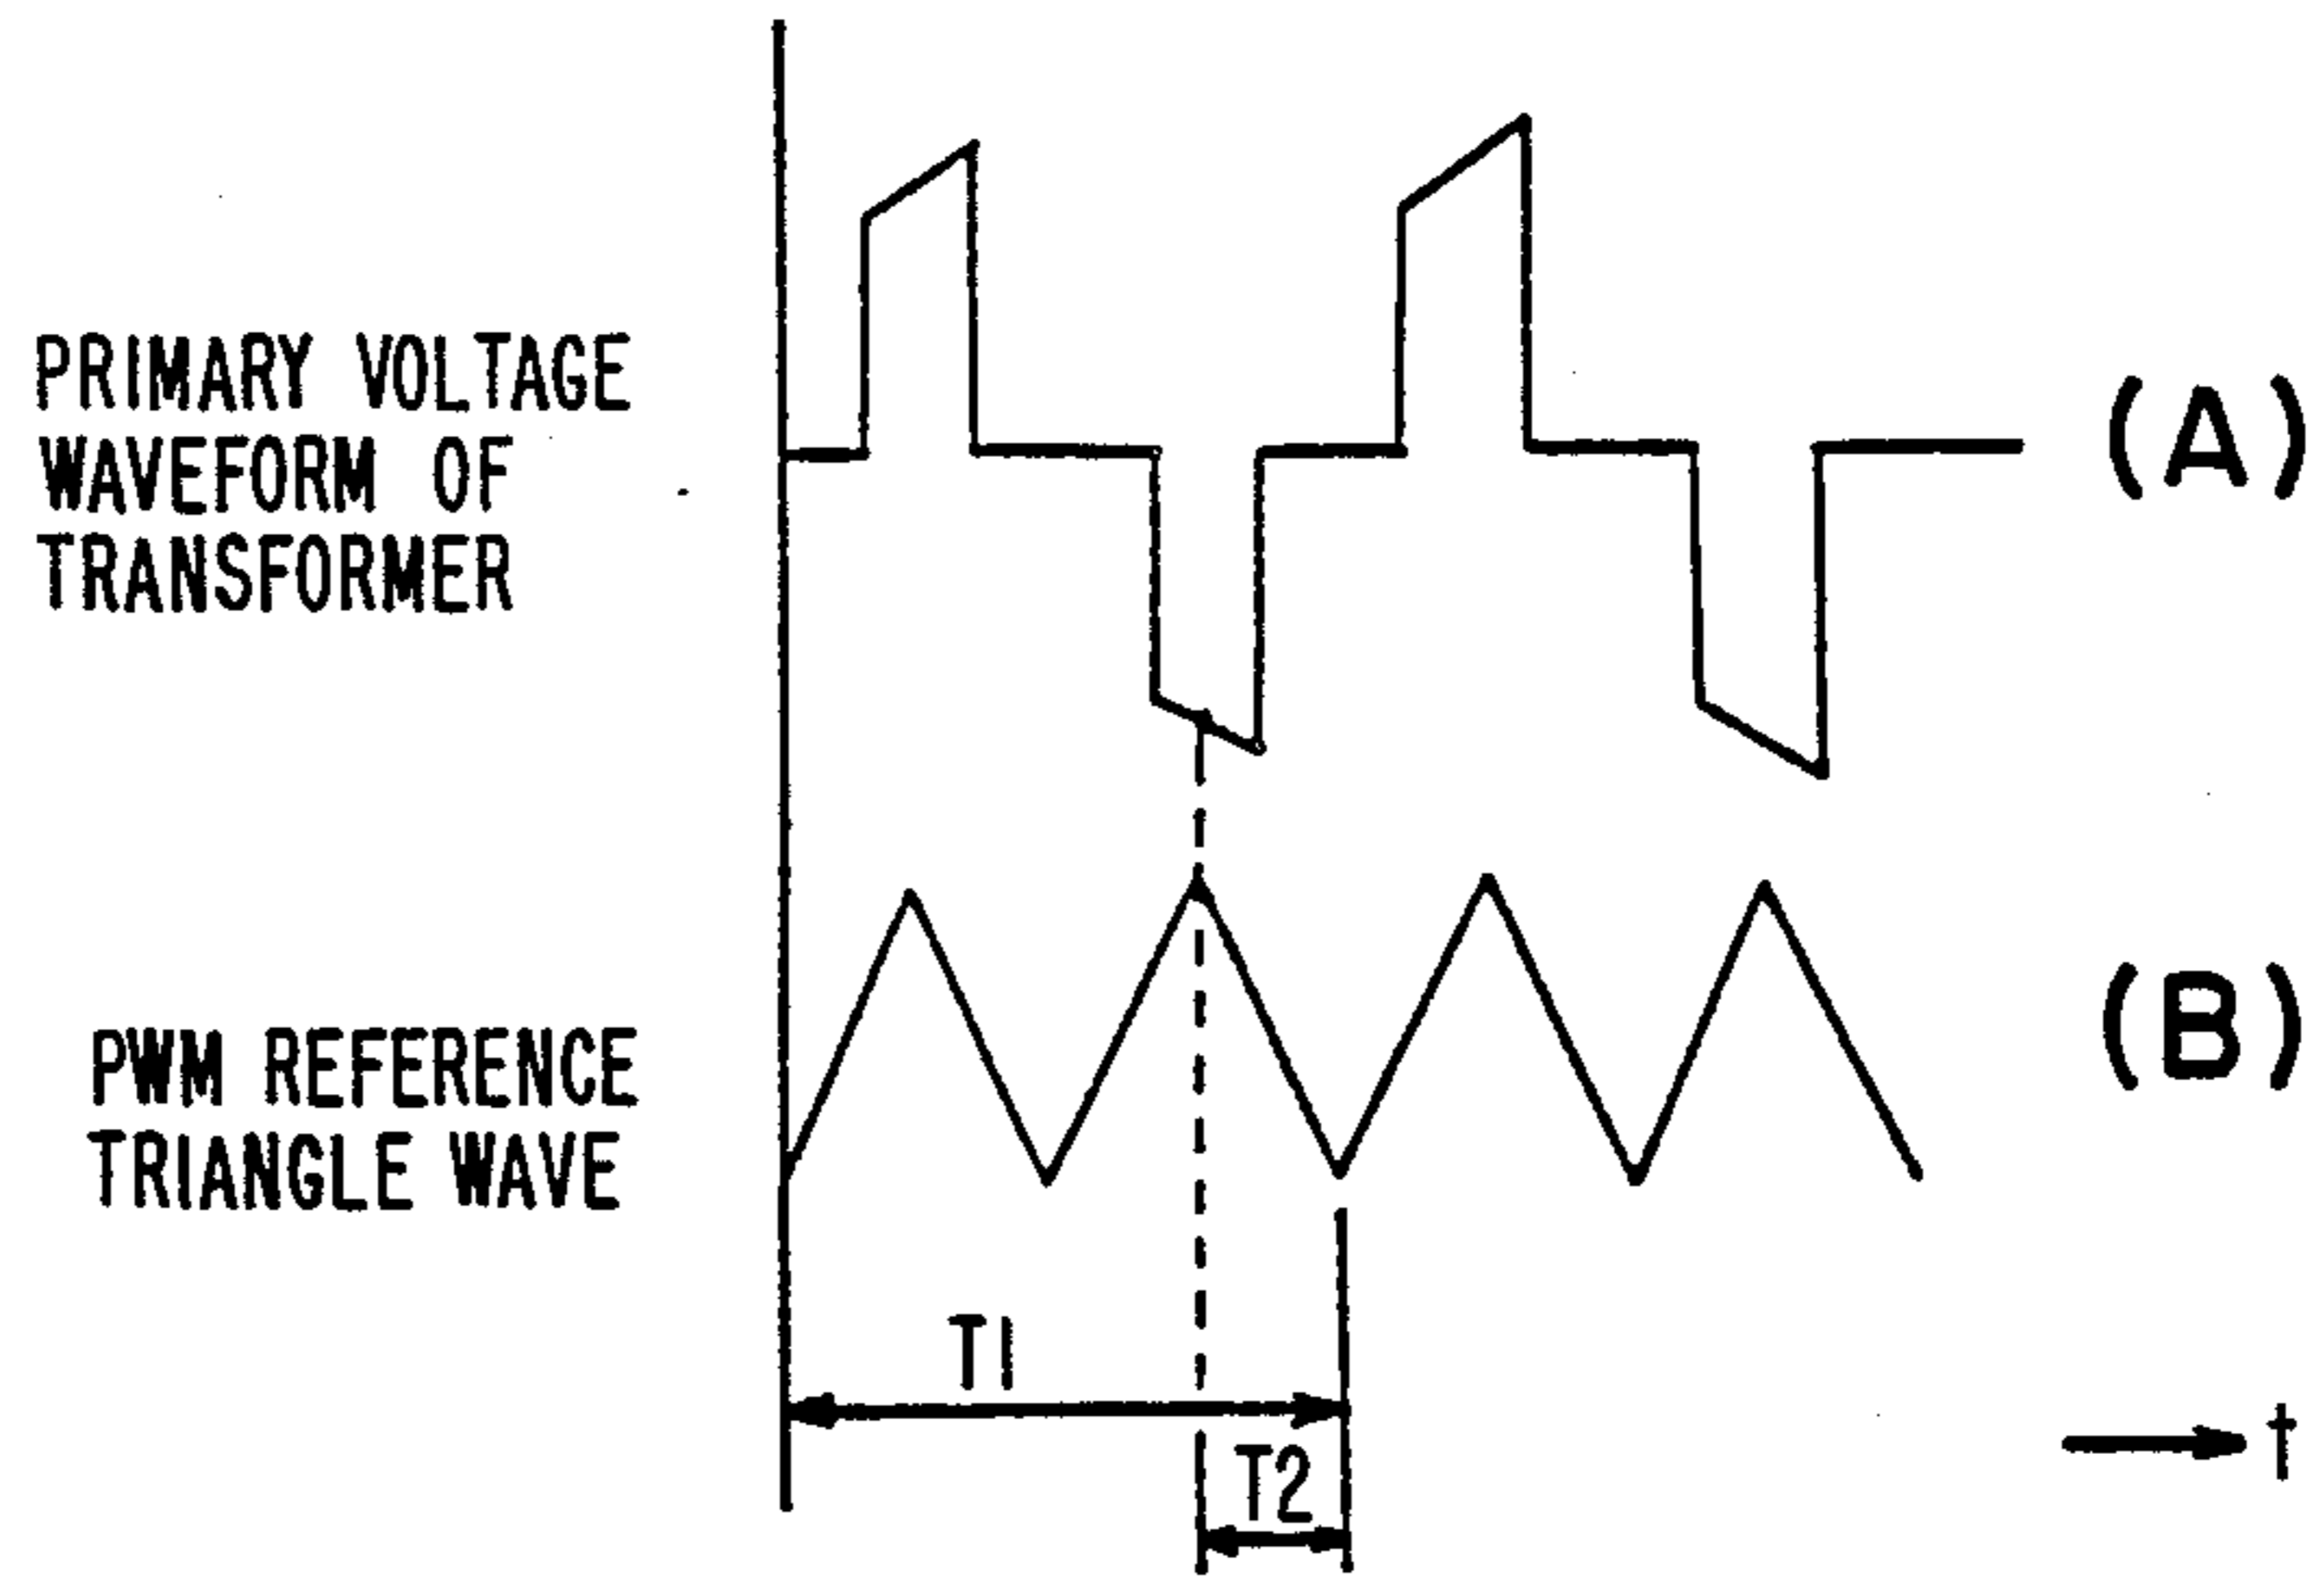 PRIMARY VOLTAGE
WAVEFORM OF
TRANSFORMER
(A)
PWM REFERENCE
TRIANGLE WAVE
(B)
T1
T2
t